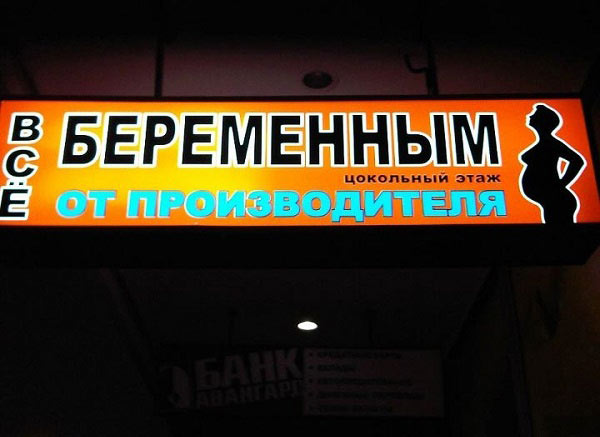 ВСЁ
БЕРЕМЕННЫМ
цокольный этаж
ОТ ПРОИЗВОДИТЕЛЯ
БАНК
АВАНГАРД